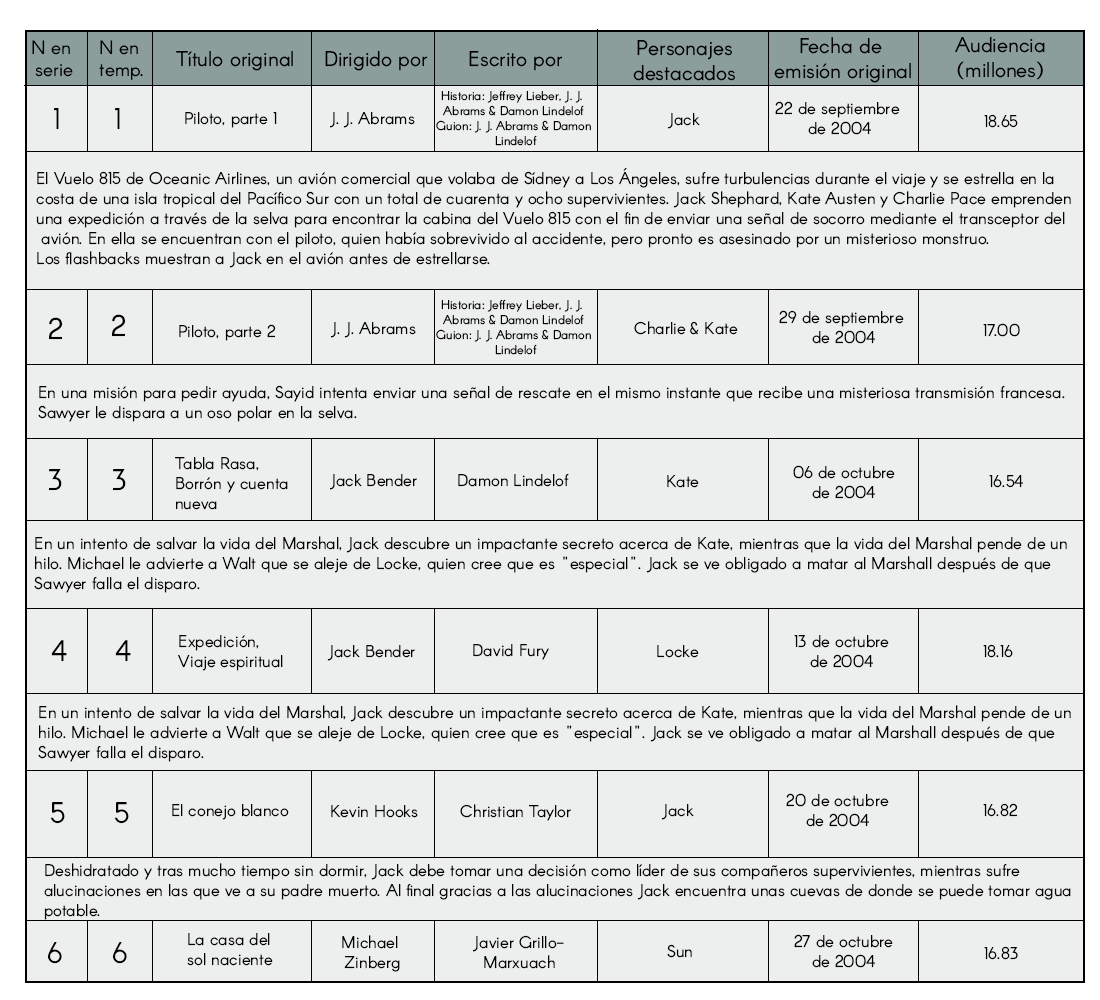 N en serie
N en temp.
Título original
Dirigido por
Escrito por
Personajes destacados
Fecha de emisión original
Audiencia (millones)
1
1
Piloto, parte 1
J. J. Abrams
Historia: Jeffrey Lieber, J. J.
Abrams & Damon Lindelof
Guion: J. J. Abrams & Damon
Lindelof
Jack
22 de septiembre
de 2004
18.65
El Vuelo 815 de Oceanic Airlines, un avión comercial que volaba de Sídney a Los Ángeles, sufre turbulencias durante el viaje y se estrella en la
costa de una isla tropical del Pacífico Sur con un total de cuarenta y ocho supervivientes. Jack Shephard, Kate Austen y Charlie Pace emprenden
una expedición a través de la selva para encontrar la cabina del Vuelo 815 con el fin de enviar una señal de socorro mediante el transceptor del
avión. En ella se encuentran con el piloto, quien había sobrevivido al accidente, pero pronto es asesinado por un misterioso monstruo.
Los flashbacks muestran a Jack en el avión antes de estrellarse.
2
2
Piloto, parte 2
J. J. Abrams
Historia: Jeffrey Lieber, J. J.
Abrams & Damon Lindelof
Guion: J. J. Abrams & Damon
Lindelof
Charlie & Kate
29 de septiembre
de 2004
17.00
En una misión para pedir ayuda, Sayid intenta enviar una señal de rescate en el mismo instante que recibe una misteriosa transmisión francesa.
Sawyer le dispara a un oso polar en la selva.
3
3
Tabla Rasa,
Borrón y cuenta
nueva
Jack Bender
Damon Lindelof
Kate
06 de octubre
de 2004
16.54
En un intento de salvar la vida del Marshal, Jack descubre un impactante secreto acerca de Kate, mientras que la vida del Marshal pende de un
hilo. Michael le advierte a Walt que se aleje de Locke, quien cree que es "especial". Jack se ve obligado a matar al Marshall después de que
Sawyer falla el disparo.
4
4
Expedición,
Viaje espiritual
Jack Bender
David Fury
Locke
13 de octubre
de 2004
18.16
En un intento de salvar la vida del Marshal, Jack descubre un impactante secreto acerca de Kate, mientras que la vida del Marshal pende de un
hilo. Michael le advierte a Walt que se aleje de Locke, quien cree que es "especial". Jack se ve obligado a matar al Marshall después de que
Sawyer falla el disparo.
5
5
El conejo blanco
Kevin Hooks
Christian Taylor
Jack
20 de octubre
de 2004
16.82
Deshidratado y tras mucho tiempo sin dormir, Jack debe tomar una decisión como líder de sus compañeros supervivientes, mientras sufre
alucinaciones en las que ve a su padre muerto. Al final gracias a las alucinaciones Jack encuentra unas cuevas de donde se puede tomar agua
potable.
6
6
La casa del
sol naciente
Michael
Zinberg
Javier Grillo-
Marxuach
Sun
27 de octubre
de 2004
16.83